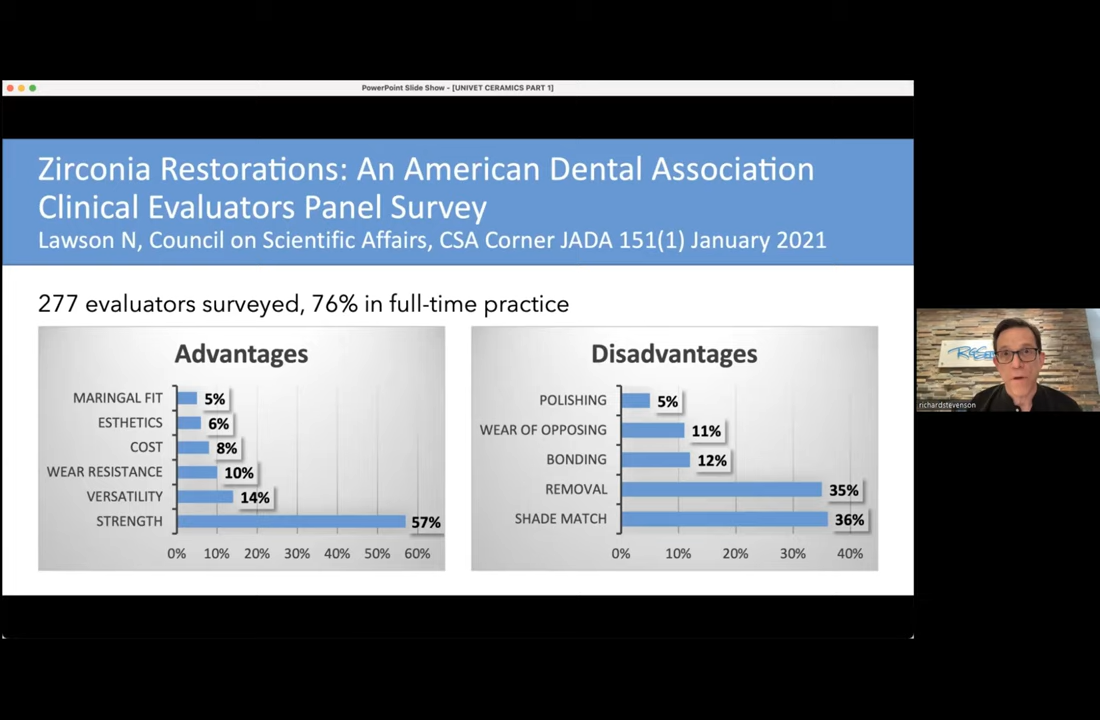 PowerPoint Slide Show - [UNIVET CERAMICS PART 1]
Zirconia Restorations: An American Dental Association
Clinical Evaluators Panel Survey
Lawson N, Council on Scientific Affairs, CSA Corner JADA 151(1) January 2021
277 evaluators surveyed, 76% in full-time practice
Advantages
MARINGAL FIT 5%
ESTHETICS 6%
COST 8%
WEAR RESISTANCE 10%
VERSATILITY 14%
STRENGTH 57%
0% 10% 20% 30% 40% 50% 60%
Disadvantages
POLISHING 5%
WEAR OF OPPOSING 11%
BONDING 12%
REMOVAL 35%
SHADE MATCH 36%
0% 10% 20% 30% 40%
richardstevenson